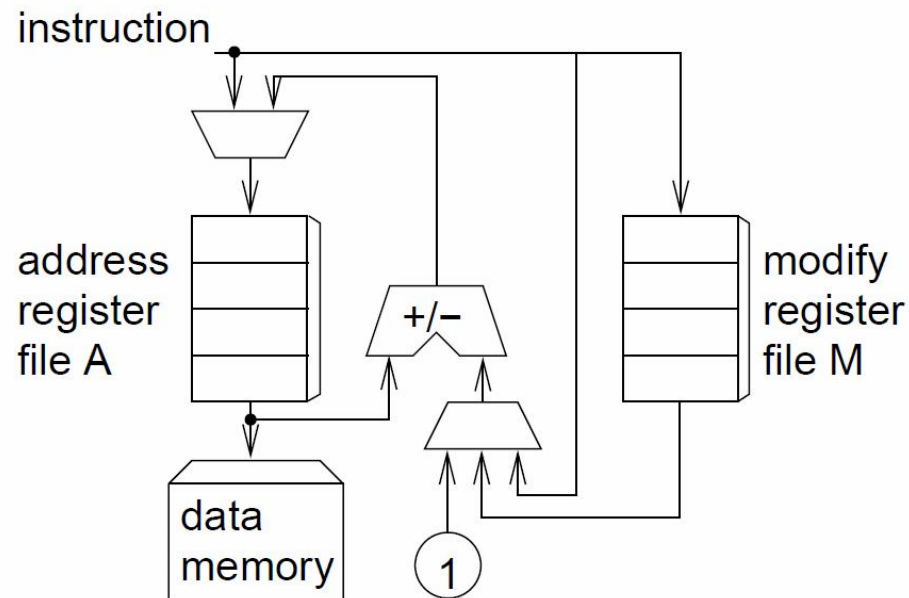 instruction
address
register
file A
+/−
modify
register
file M
data
memory
1